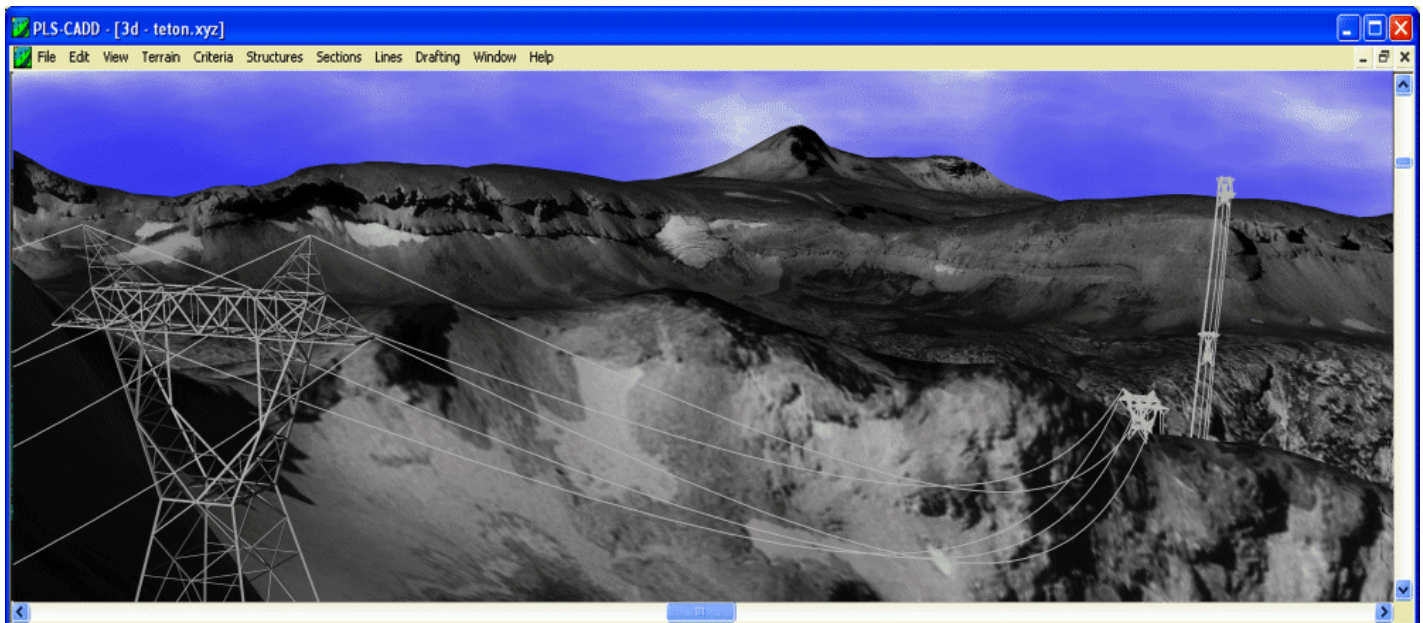 PLS-CADD - [3d - teton.xyz]
File Edit View Terrain Criteria Structures Sections Lines Drafting Window Help